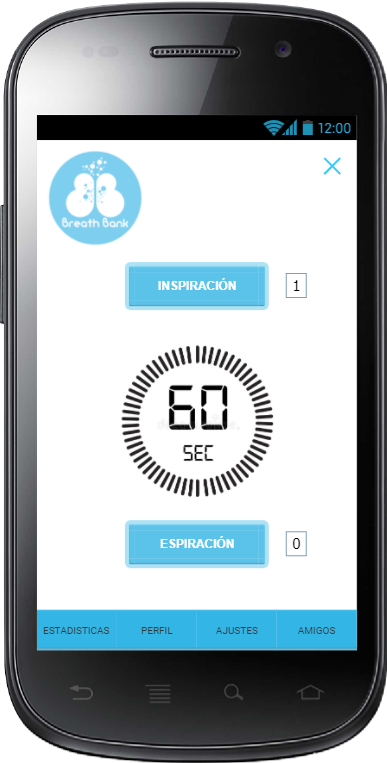 12:00
Breath Bank
INSPIRACIÓN 1
60
SEC
ESPIRACIÓN 0
ESTADISTICAS PERFIL AJUSTES AMIGOS